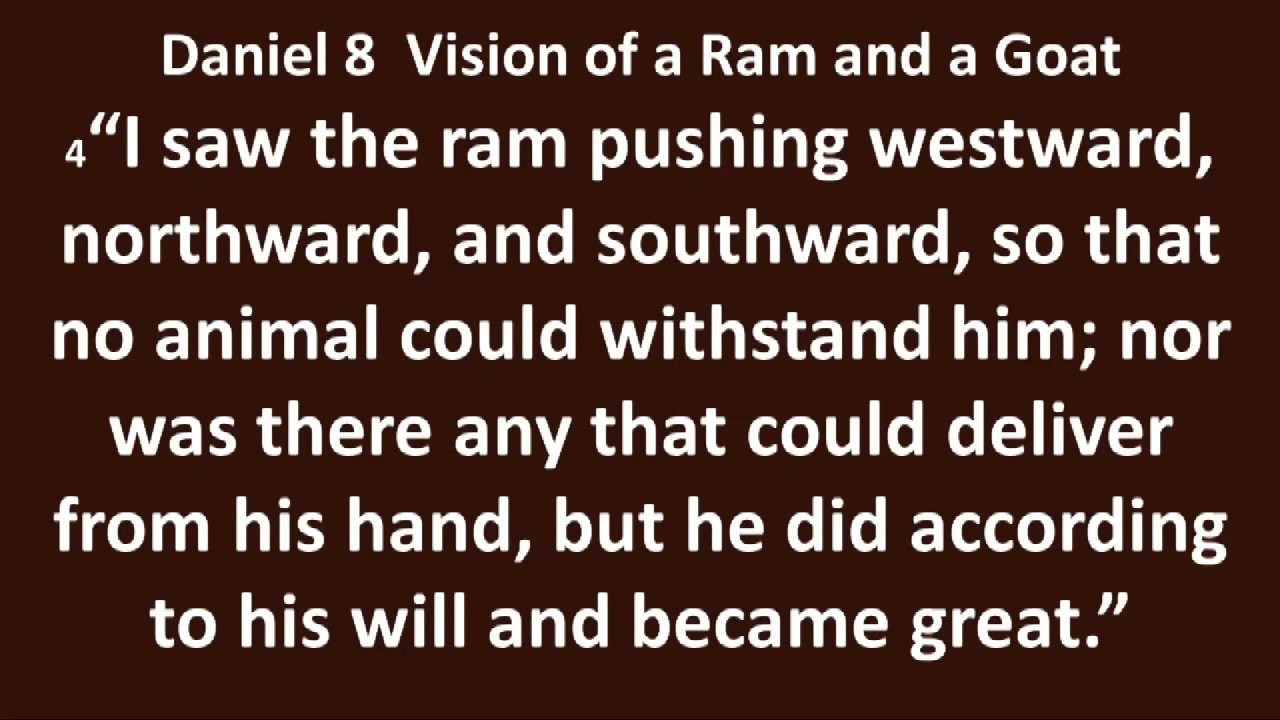 Daniel 8  Vision of a Ram and a Goat
4“I saw the ram pushing westward,
northward, and southward, so that
no animal could withstand him; nor
was there any that could deliver
from his hand, but he did according
to his will and became great.”